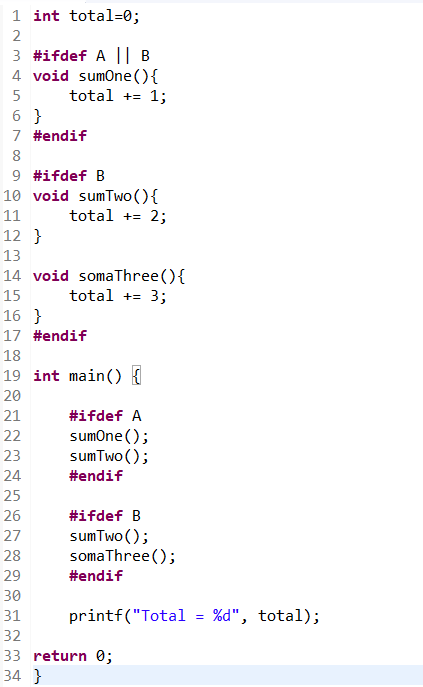 1 int total=0;
2
3 #ifdef A || B
4 void sumOne(){
5     total += 1;
6 }
7 #endif
8
9 #ifdef B
10 void sumTwo(){
11     total += 2;
12 }
13
14 void somaThree(){
15     total += 3;
16 }
17 #endif
18
19 int main() {
20
21     #ifdef A
22     sumOne();
23     sumTwo();
24     #endif
25
26     #ifdef B
27     sumTwo();
28     somaThree();
29     #endif
30
31     printf("Total = %d", total);
32
33 return 0;
34 }